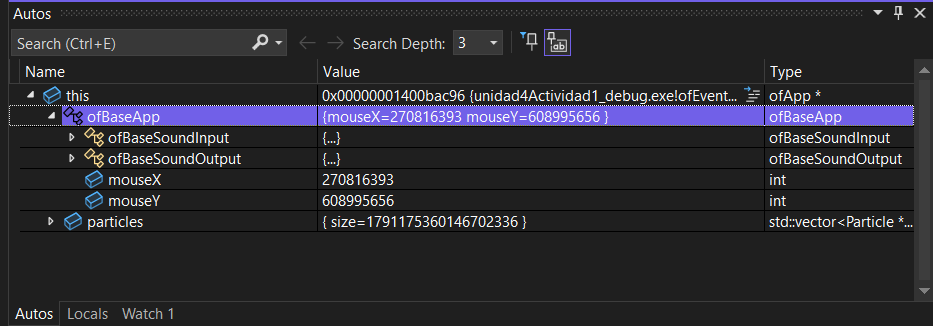 Autos
Search (Ctrl+E) Search Depth: 3
Name Value Type
this 0x00000001400bac96 {unidad4Actividad1_debug.exe!ofEvent... ofApp *
ofBaseApp {mouseX=270816393 mouseY=608995656 } ofBaseApp
ofBaseSoundInput {...} ofBaseSoundInput
ofBaseSoundOutput {...} ofBaseSoundOutput
mouseX 270816393 int
mouseY 608995656 int
particles { size=1791175360146702336 } std::vector<Particle *...
Autos Locals Watch 1